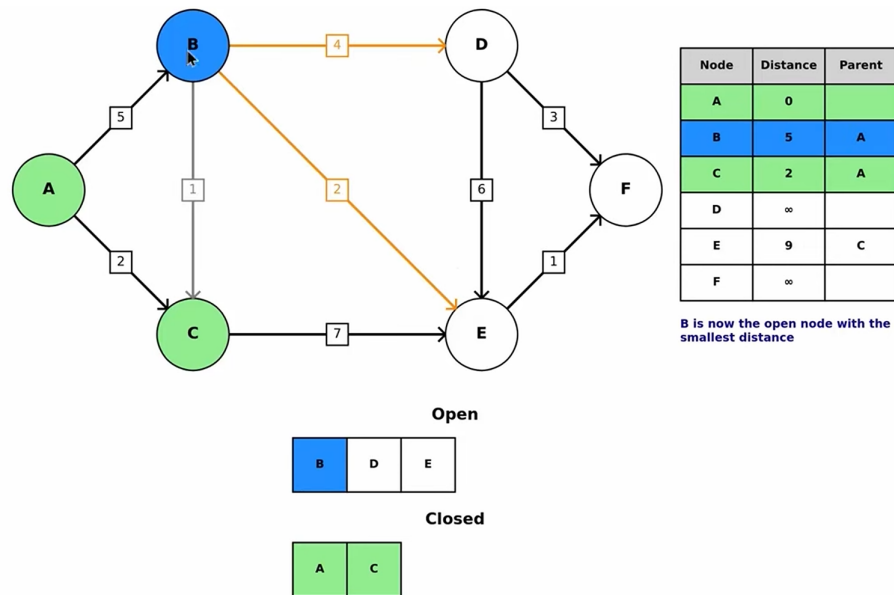 B
4
D
5
3
A
1
2
6
F
2
1
C
7
E
Node Distance Parent
A 0
B 5 A
C 2 A
D ∞
E 9 C
F ∞
B is now the open node with the
smallest distance
Open
B D E
Closed
A C